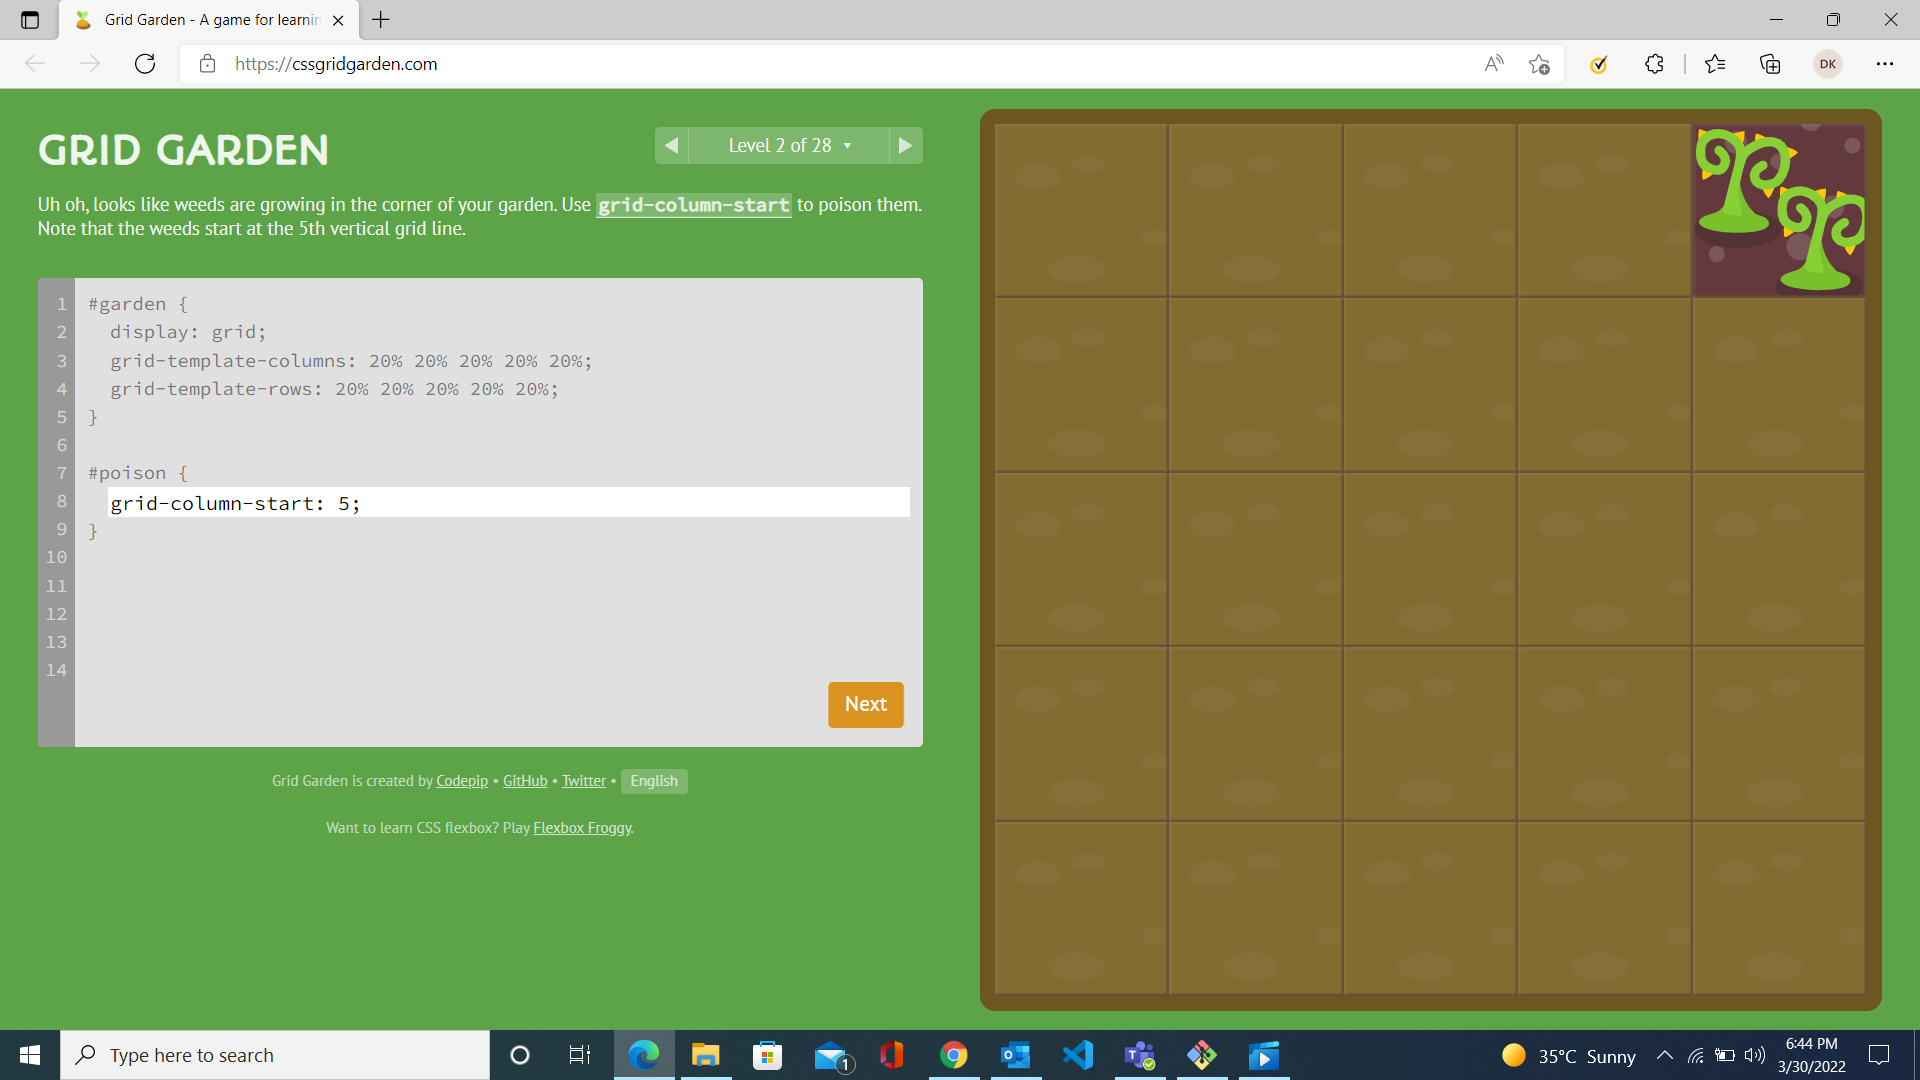 Grid Garden - A game for learnin
https://cssgridgarden.com
DK
GRID GARDEN
Level 2 of 28
Uh oh, looks like weeds are growing in the corner of your garden. Use grid-column-start to poison them.
Note that the weeds start at the 5th vertical grid line.
1 #garden {
2 display: grid;
3 grid-template-columns: 20% 20% 20% 20% 20%;
4 grid-template-rows: 20% 20% 20% 20% 20%;
5 }
6
7 #poison {
8 grid-column-start: 5;
9 }
10
11
12
13
14
Next
Grid Garden is created by Codepip • GitHub • Twitter • English
Want to learn CSS flexbox? Play Flexbox Froggy.
Type here to search
1
35°C Sunny
6:44 PM
3/30/2022